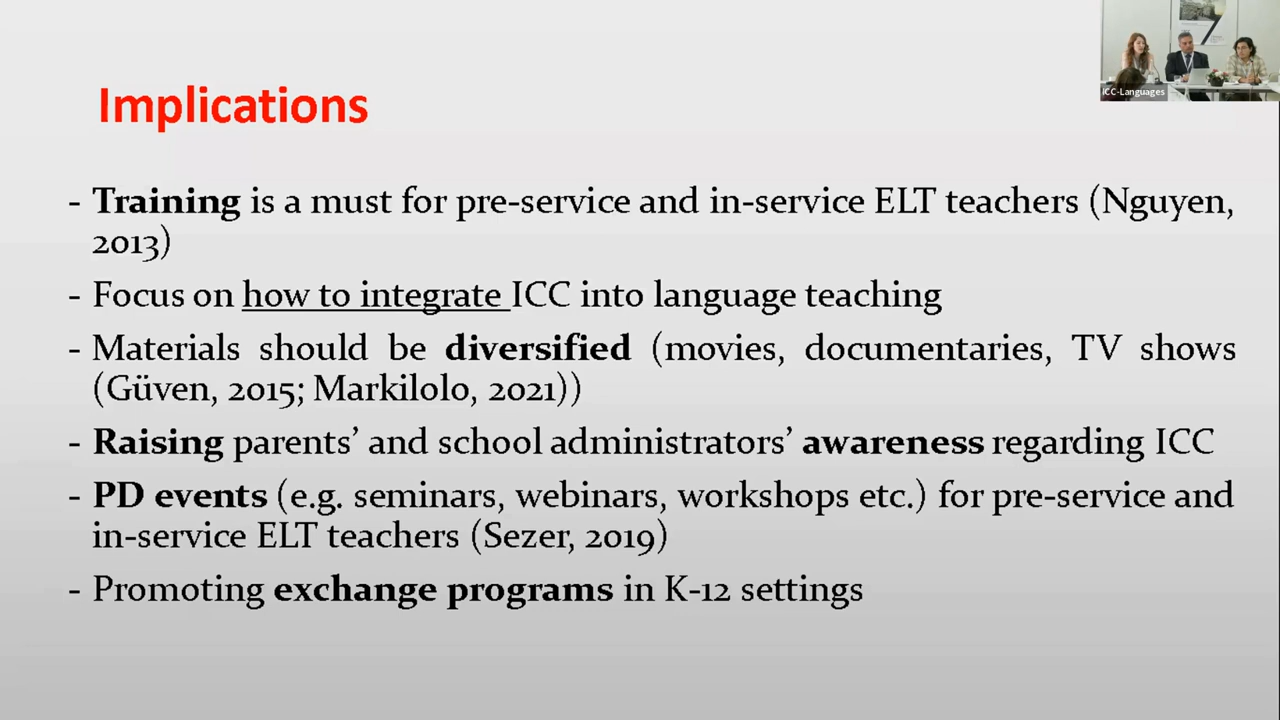 ICC-Languages
Implications
- Training is a must for pre-service and in-service ELT teachers (Nguyen,
2013)
- Focus on how to integrate ICC into language teaching
- Materials should be diversified (movies, documentaries, TV shows
(Güven, 2015; Markilolo, 2021))
- Raising parents’ and school administrators’ awareness regarding ICC
- PD events (e.g. seminars, webinars, workshops etc.) for pre-service and
in-service ELT teachers (Sezer, 2019)
- Promoting exchange programs in K-12 settings